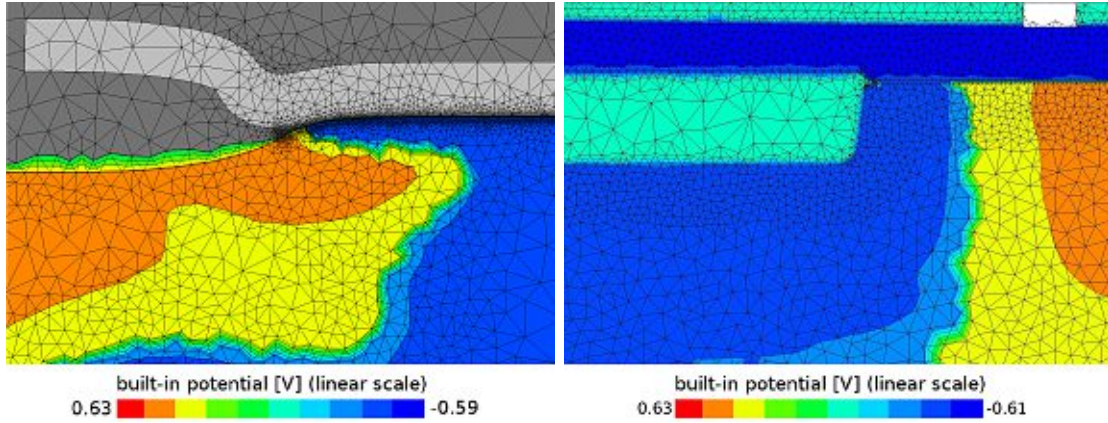 built-in potential [V] (linear scale)
0.63 -0.59
built-in potential [V] (linear scale)
0.63 -0.61